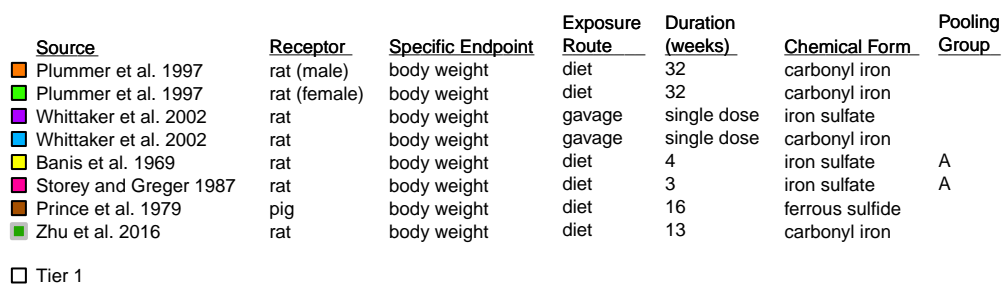 Source Receptor Specific Endpoint Exposure Route Duration (weeks) Chemical Form Pooling Group
Plummer et al. 1997 rat (male) body weight diet 32 carbonyl iron
Plummer et al. 1997 rat (female) body weight diet 32 carbonyl iron
Whittaker et al. 2002 rat body weight gavage single dose iron sulfate
Whittaker et al. 2002 rat body weight gavage single dose carbonyl iron
Banis et al. 1969 rat body weight diet 4 iron sulfate A
Storey and Greger 1987 rat body weight diet 3 iron sulfate A
Prince et al. 1979 pig body weight diet 16 ferrous sulfide
Zhu et al. 2016 rat body weight diet 13 carbonyl iron
Tier 1